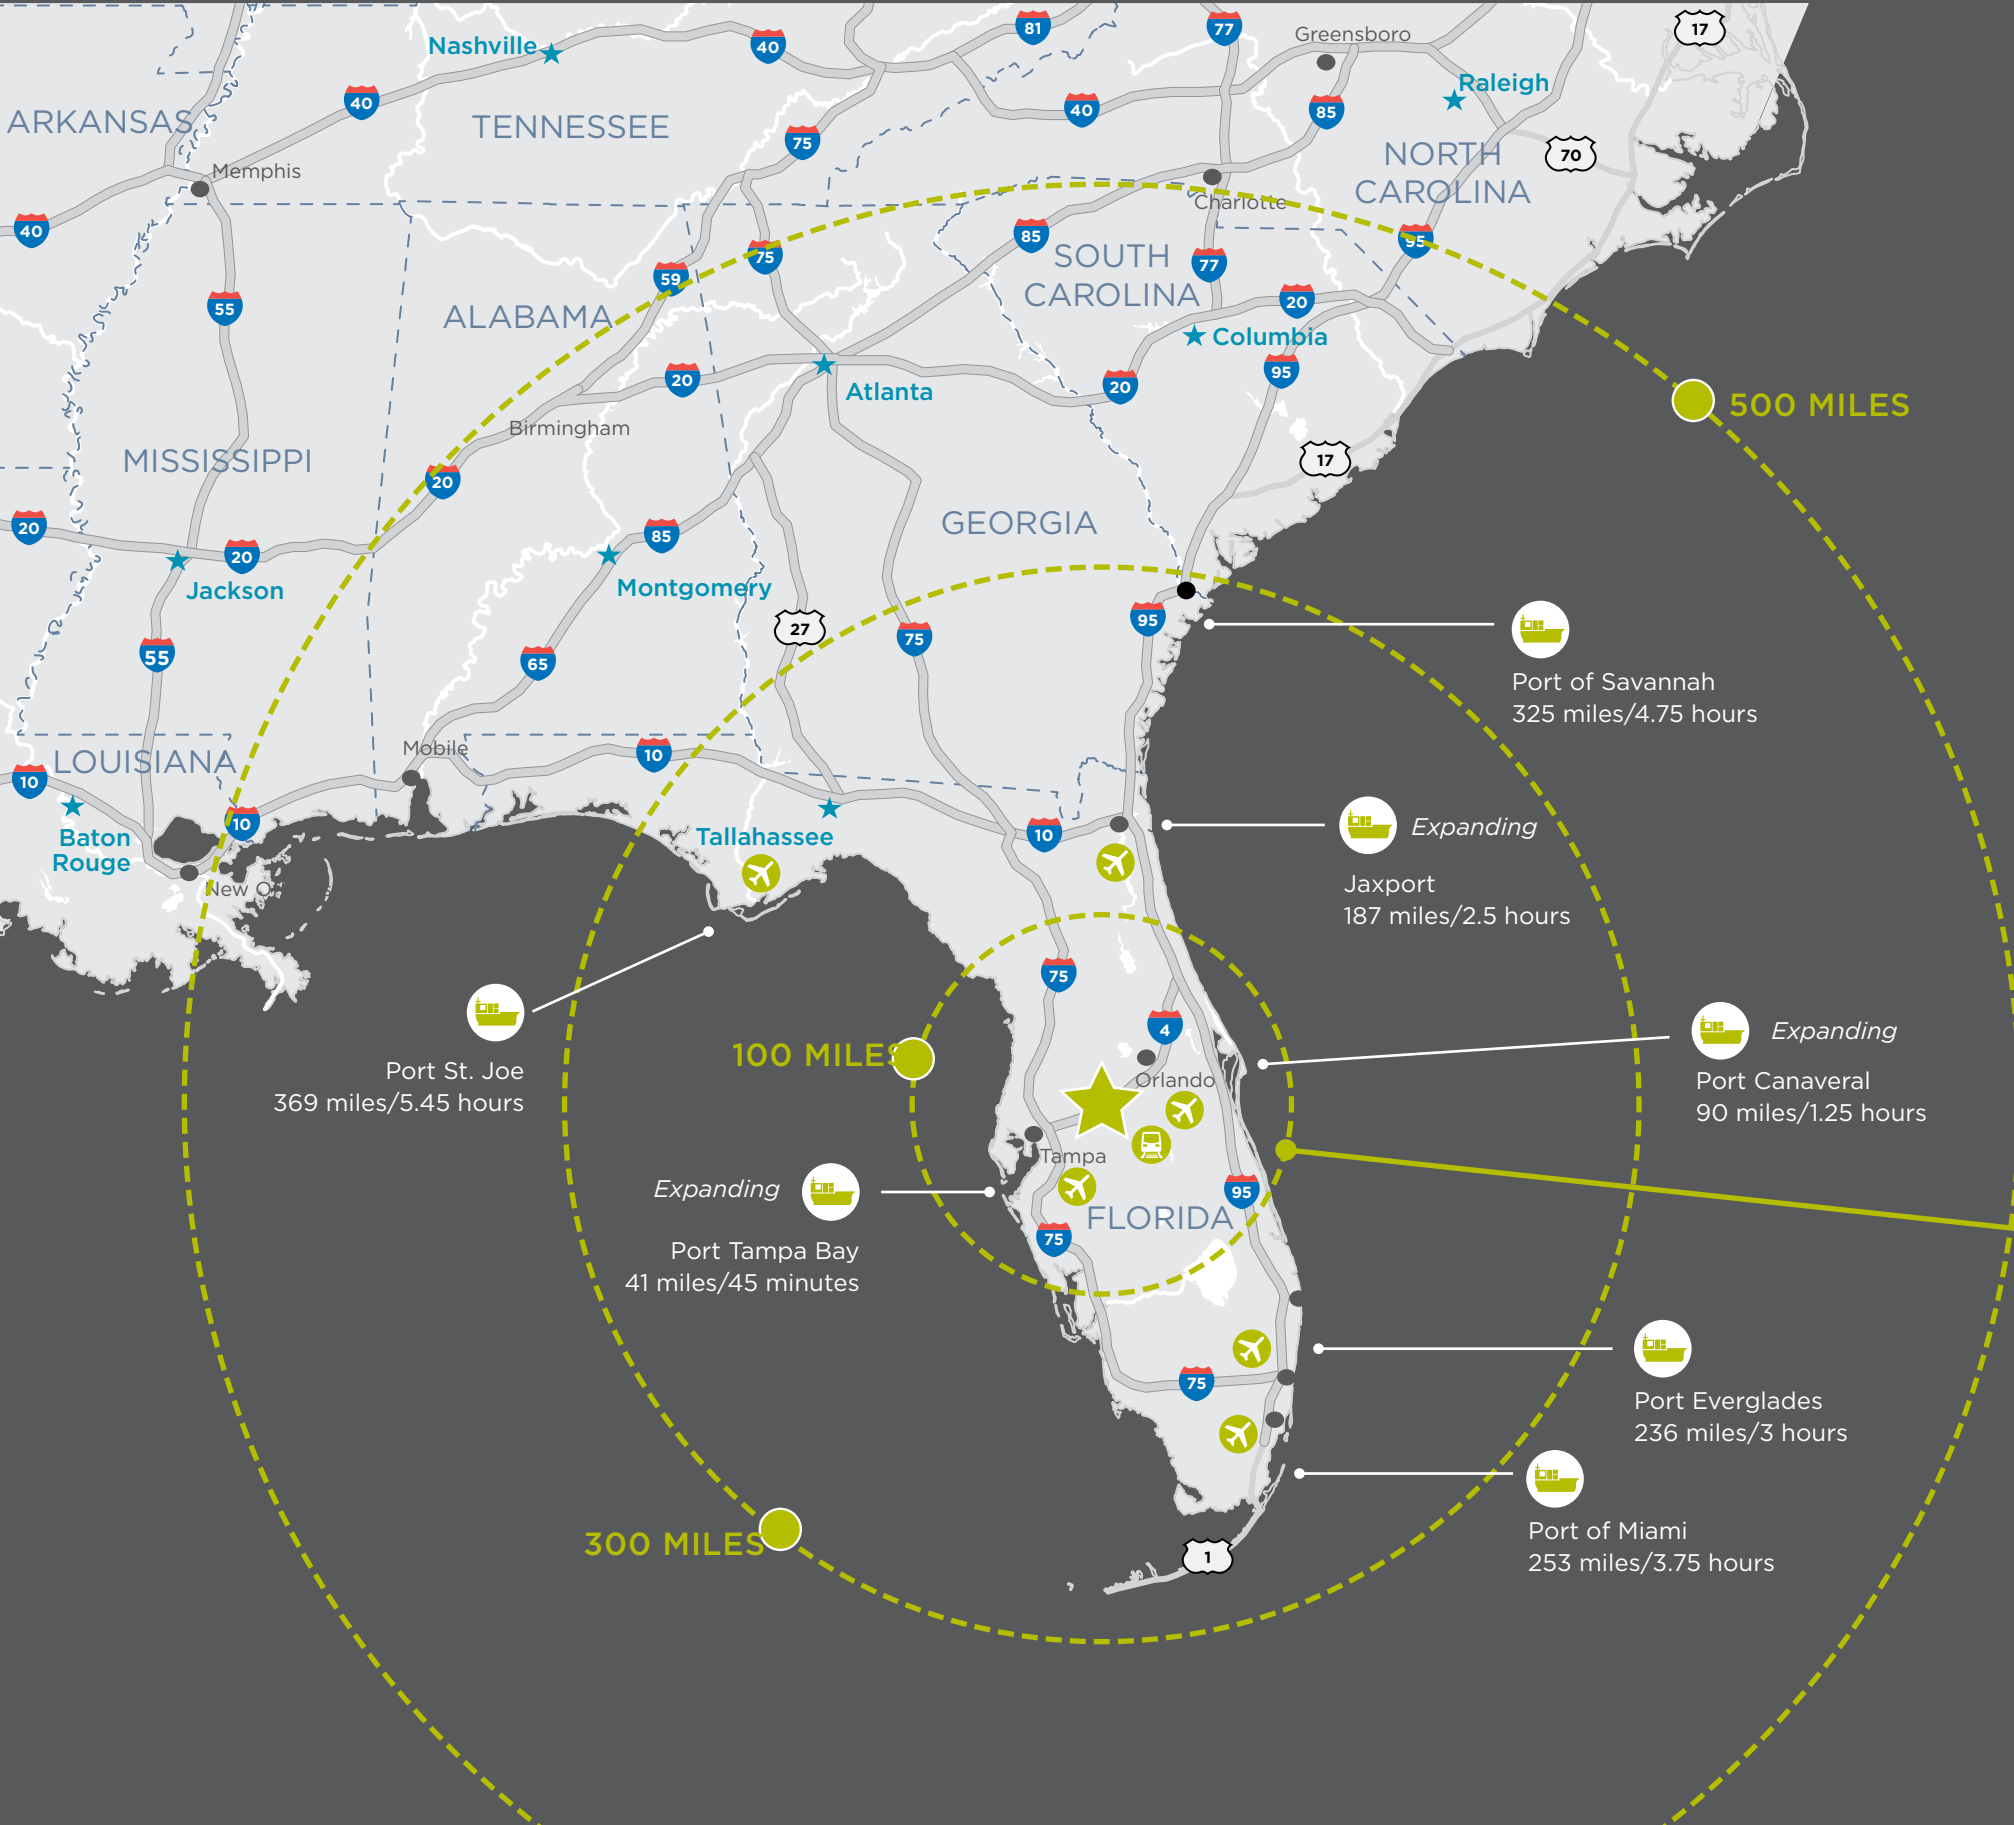 81
77
17
Greensboro
Nashville
40
Raleigh
40
40
85
ARKANSAS
TENNESSEE
75
70
NORTH
CAROLINA
Memphis
Charlotte
40
85
95
SOUTH
CAROLINA
75
77
59
20
55
ALABAMA
Columbia
95
20
20
Atlanta
500 MILES
Birmingham
MISSISSIPPI
17
20
20
85
GEORGIA
20
Jackson
Montgomery
95
27
75
55
65
Port of Savannah
325 miles/4.75 hours
Mobile
10
LOUISIANA
10
10
10
Expanding
Baton
Rouge
Tallahassee
Jaxport
187 miles/2.5 hours
New O
75
4
Expanding
Port St. Joe
369 miles/5.45 hours
100 MILES
Orlando
Port Canaveral
90 miles/1.25 hours
Tampa
Expanding
95
FLORIDA
75
Port Tampa Bay
41 miles/45 minutes
75
Port Everglades
236 miles/3 hours
300 MILES
1
Port of Miami
253 miles/3.75 hours